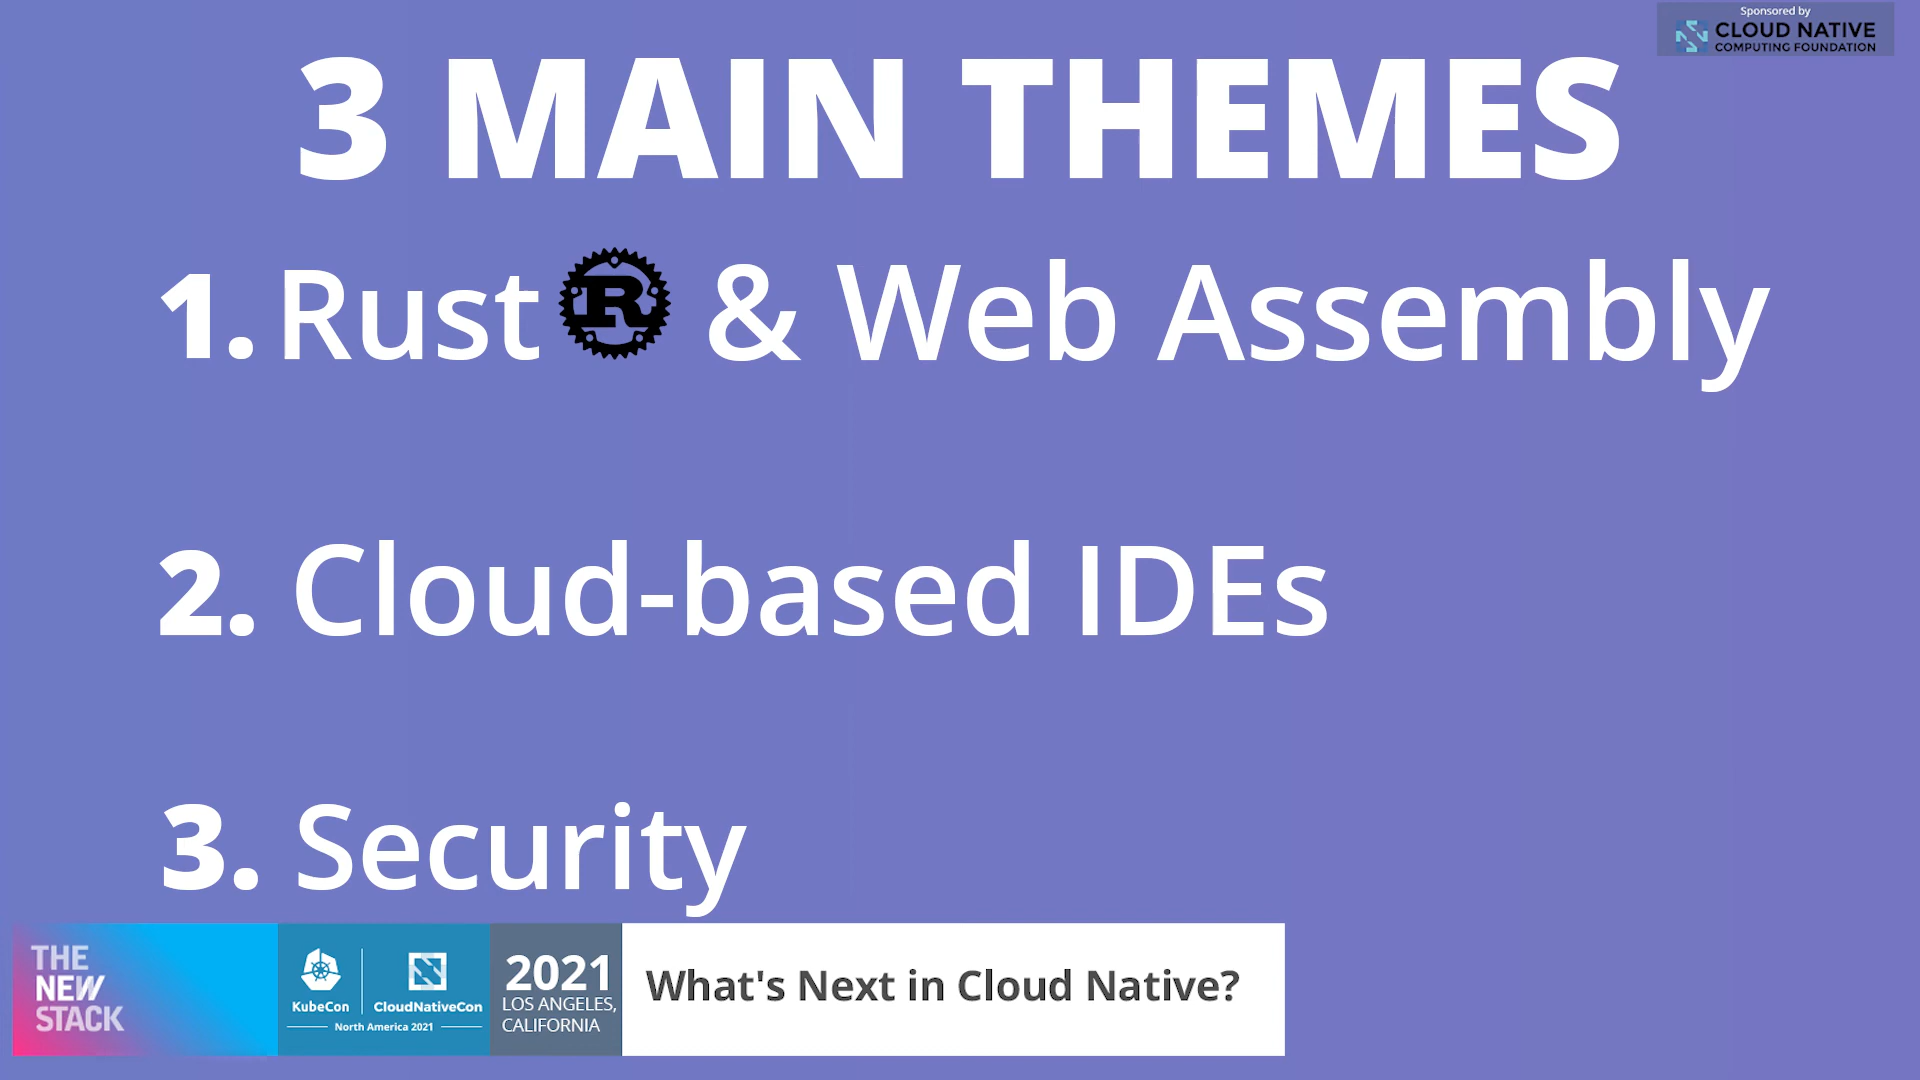 Sponsored by
CLOUD NATIVE
COMPUTING FOUNDATION
3 MAIN THEMES
1. Rust R & Web Assembly
2. Cloud-based IDEs
3. Security
THE
NEW
STACK
KubeCon
CloudNativeCon
North America 2021
2021
LOS ANGELES,
CALIFORNIA
What's Next in Cloud Native?